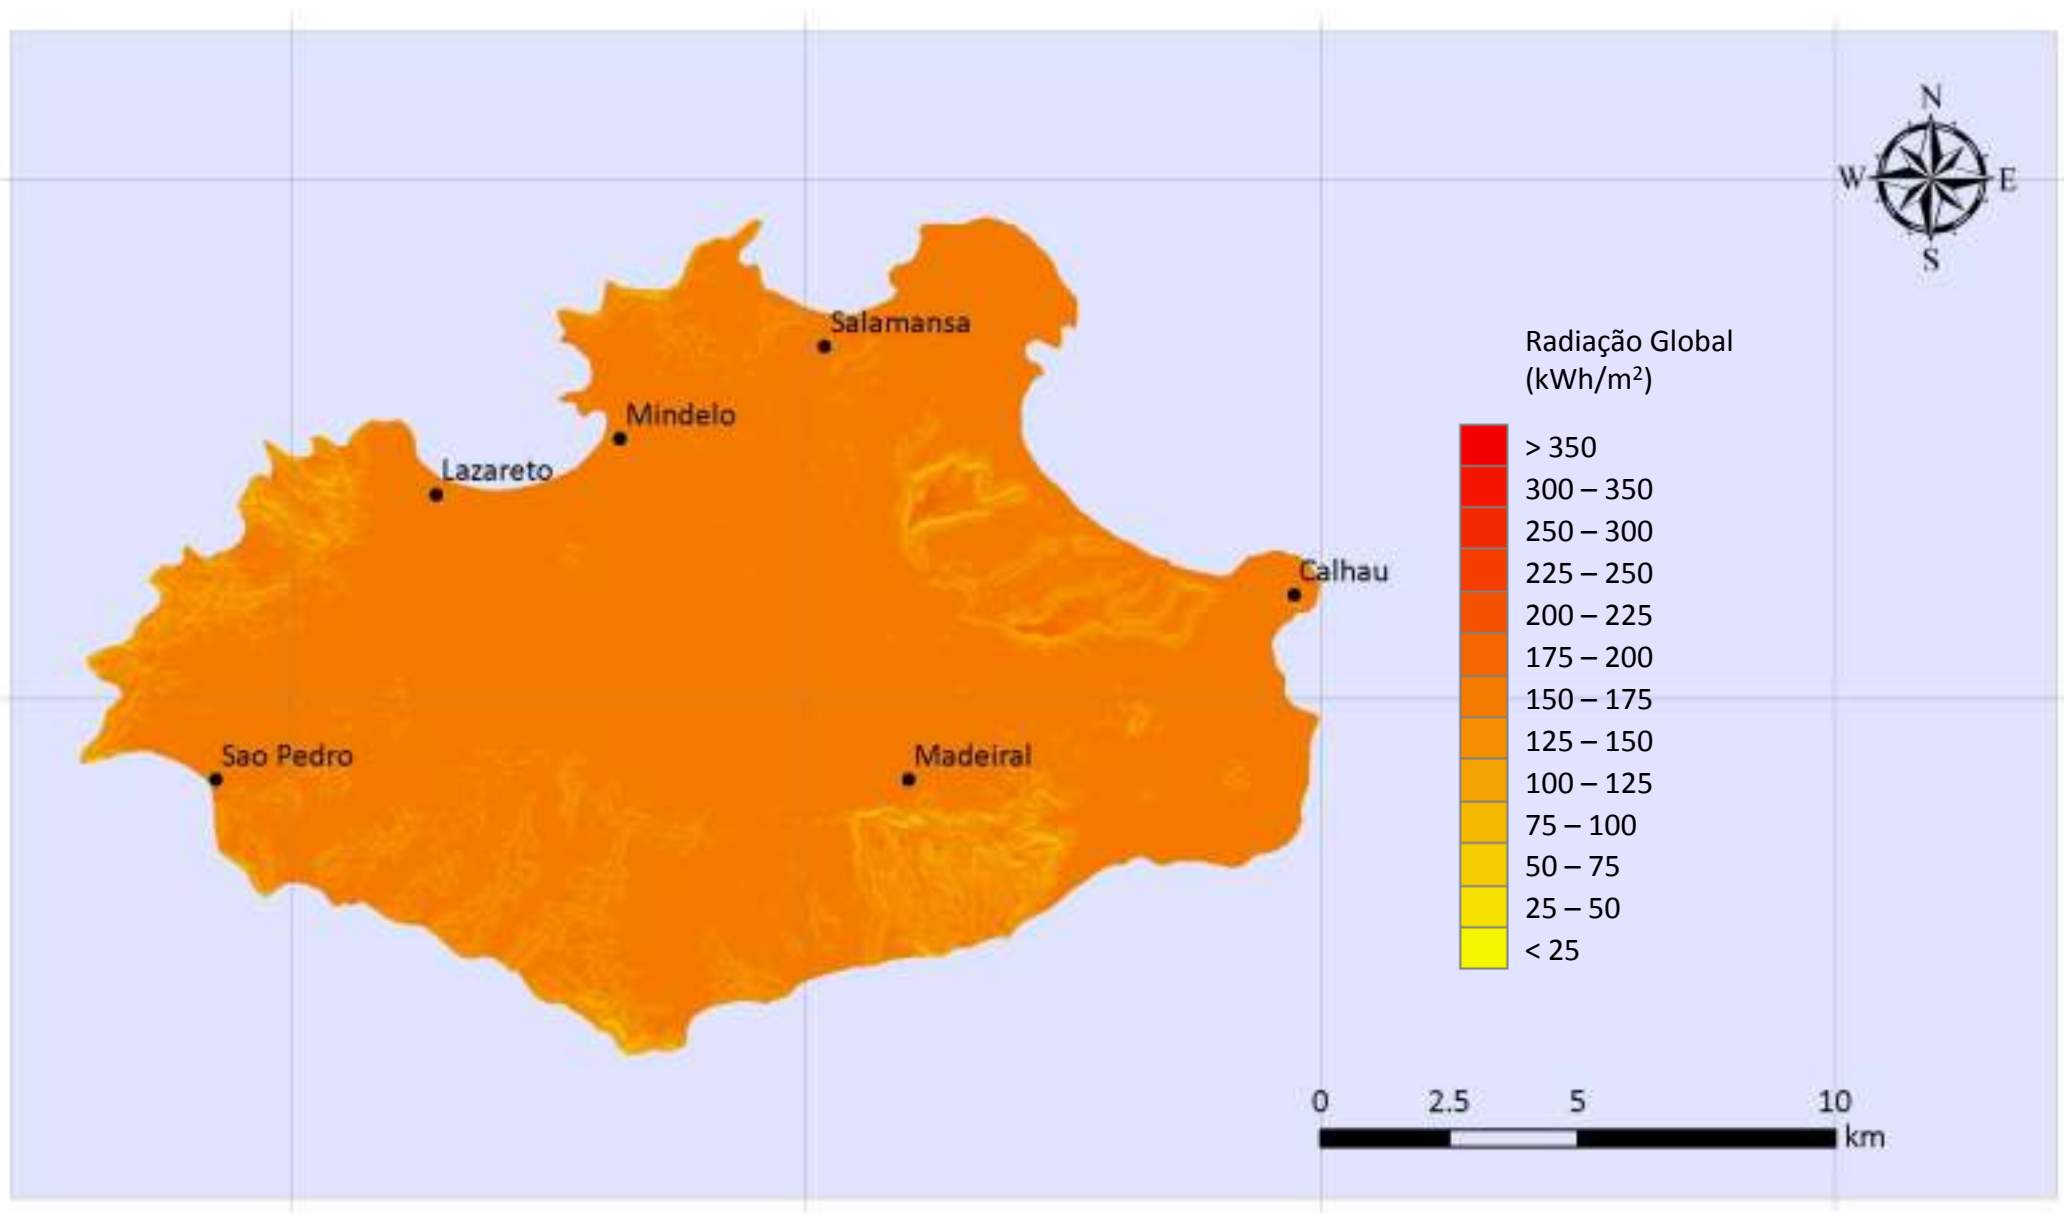 N
W E
S
Salamansa
Mindelo
Lazareto
Calhau
Sao Pedro
Madeiral
Radiação Global
(kWh/m²)
> 350
300 – 350
250 – 300
225 – 250
200 – 225
175 – 200
150 – 175
125 – 150
100 – 125
75 – 100
50 – 75
25 – 50
< 25
0 2.5 5 10
km